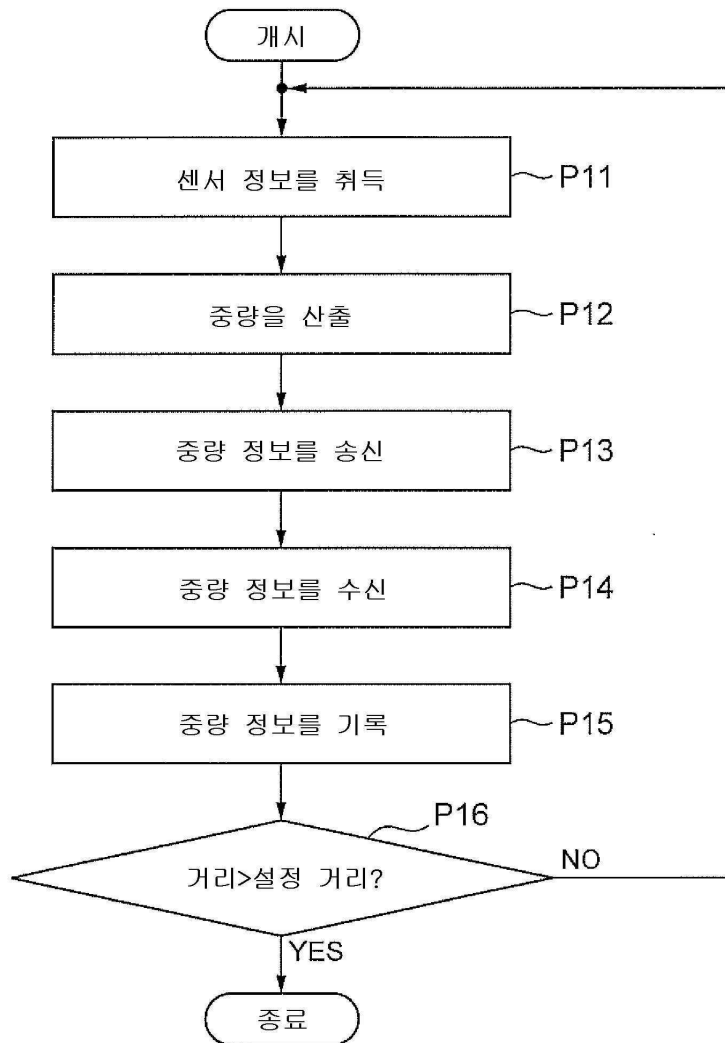 개시
센서 정보를 취득
P11
중량을 산출
P12
중량 정보를 송신
P13
중량 정보를 수신
P14
중량 정보를 기록
P15
P16
거리>설정 거리?
NO
YES
종료